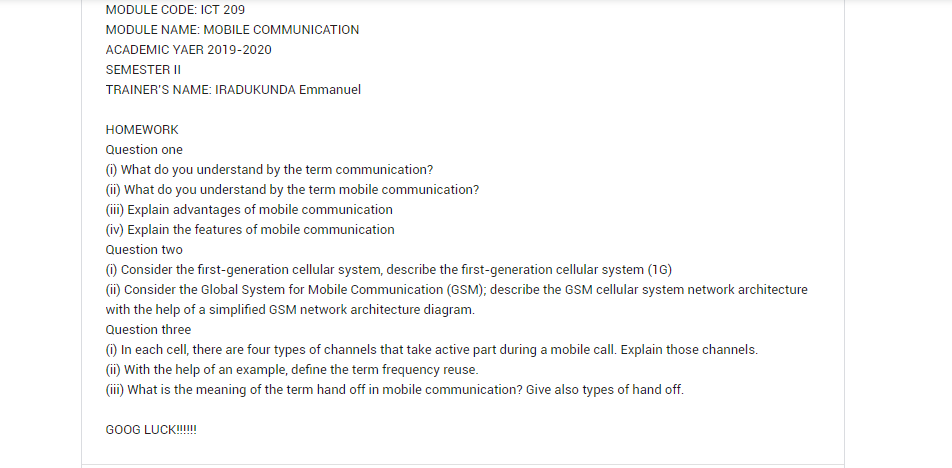 MODULE CODE: ICT 209
MODULE NAME: MOBILE COMMUNICATION
ACADEMIC YAER 2019-2020
SEMESTER II
TRAINER'S NAME: IRADUKUNDA Emmanuel
HOMEWORK
Question one
(i) What do you understand by the term communication?
(ii) What do you understand by the term mobile communication?
(iii) Explain advantages of mobile communication
(iv) Explain the features of mobile communication
Question two
(i) Consider the first-generation cellular system, describe the first-generation cellular system (1G)
(ii) Consider the Global System for Mobile Communication (GSM); describe the GSM cellular system network architecture
with the help of a simplified GSM network architecture diagram.
Question three
(i) In each cell, there are four types of channels that take active part during a mobile call. Explain those channels.
(ii) With the help of an example, define the term frequency reuse.
(iii) What is the meaning of the term hand off in mobile communication? Give also types of hand off.
GOOG LUCK!!!!!!